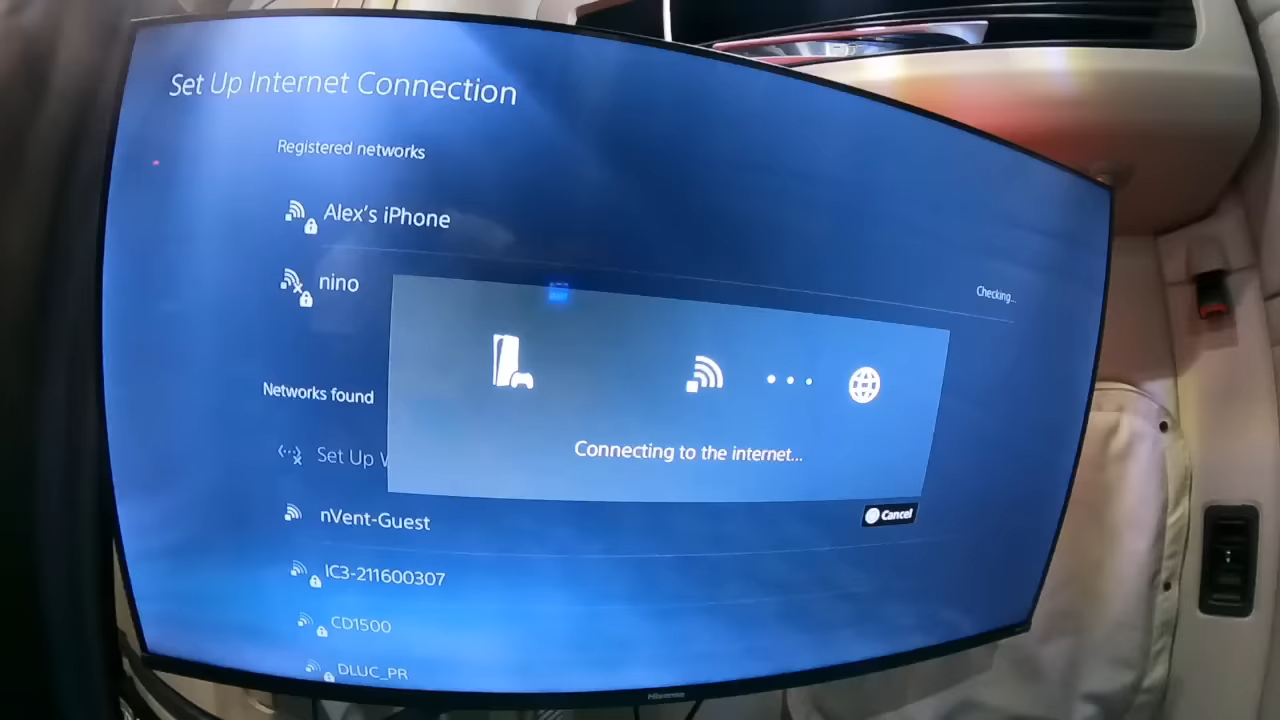 Set Up Internet Connection
Registered networks
Alex's iPhone
nino
Checking...
Connecting to the internet...
Cancel
Networks found
Set Up
nVent-Guest
IC3-211600307
CD1500
DLUC_PR
Hisense